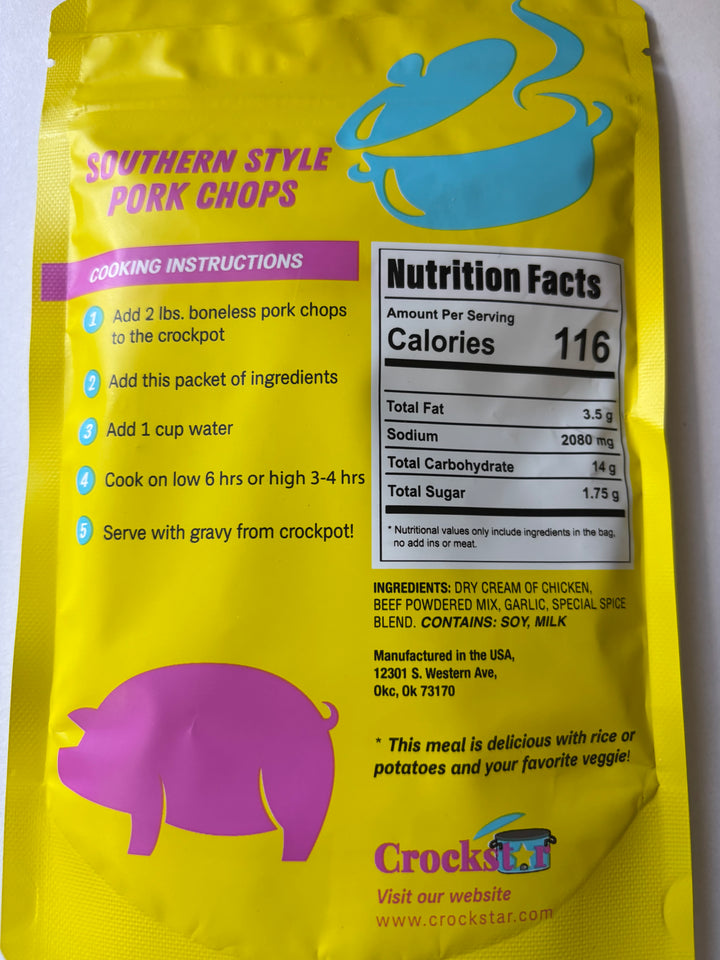 SOUTHERN STYLE
PORK CHOPS
COOKING INSTRUCTIONS
1 Add 2 lbs. boneless pork chops
to the crockpot
2 Add this packet of ingredients
3 Add 1 cup water
4 Cook on low 6 hrs or high 3-4 hrs
5 Serve with gravy from crockpot!
Nutrition Facts
Amount Per Serving
Calories 116
Total Fat 3.5 g
Sodium 2080 mg
Total Carbohydrate 14 g
Total Sugar 1.75 g
* Nutritional values only include ingredients in the bag,
no add ins or meat.
INGREDIENTS: DRY CREAM OF CHICKEN,
BEEF POWDERED MIX, GARLIC, SPECIAL SPICE
BLEND. CONTAINS: SOY, MILK
Manufactured in the USA,
12301 S. Western Ave,
Okc, Ok 73170
* This meal is delicious with rice or
potatoes and your favorite veggie!
Crockstar
Visit our website
www.crockstar.com